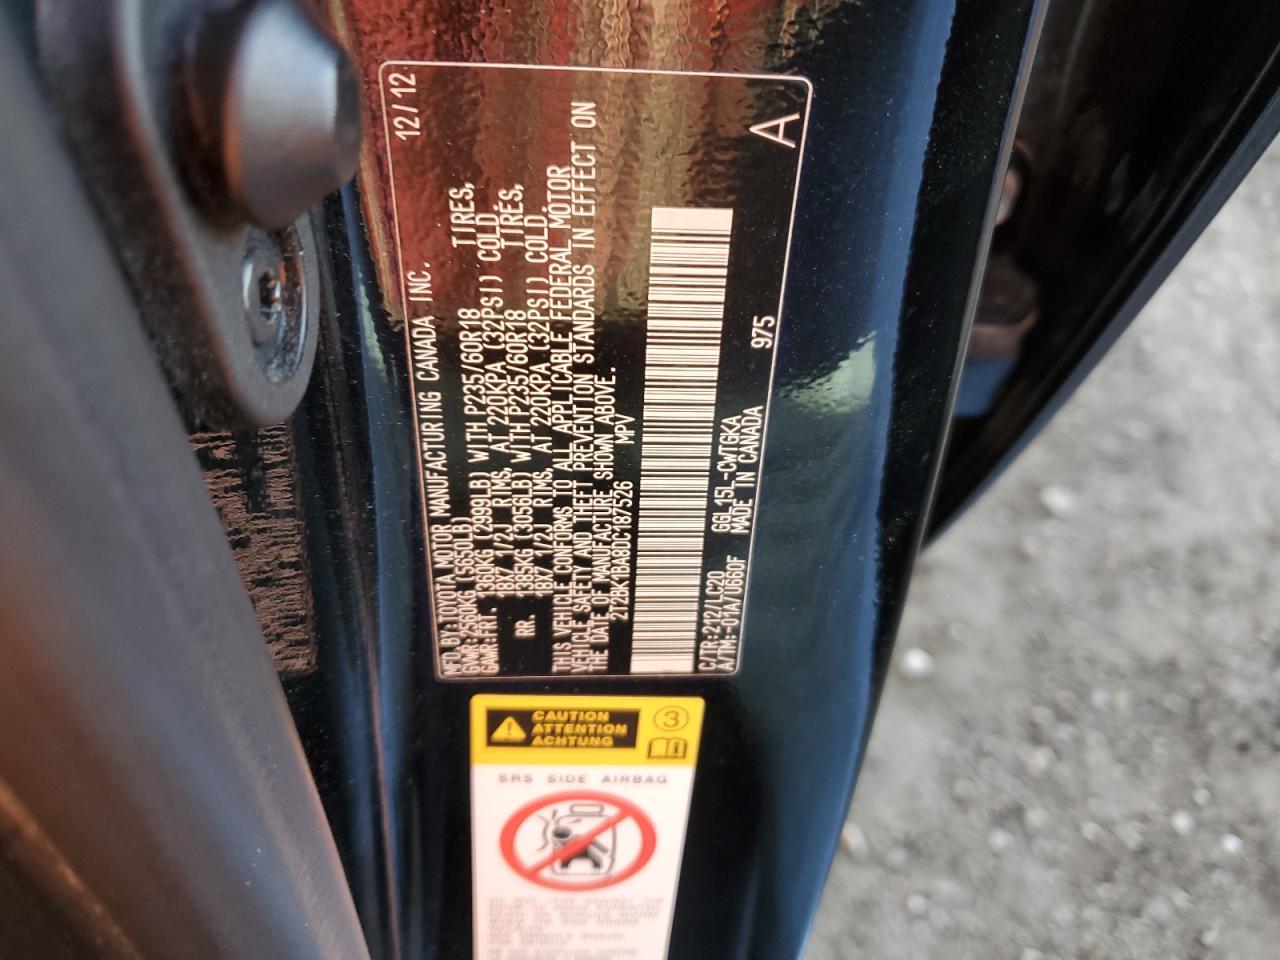 MFD.BY:TOYOTA MOTOR MANUFACTURING CANADA INC. 12/12
GVWR:2560KG (5650LB)
GAWR:FRT. 1360KG (2999LB) WITH P235/60R18 TIRES,
18X7 1/2J RIMS, AT 220KPA (32PSI) COLD
RR. 1385KG (3056LB) WITH P235/60R18 TIRES,
18X7 1/2J RIMS, AT 220KPA (32PSI) COLD.
THIS VEHICLE CONFORMS TO ALL APPLICABLE FEDERAL MOTOR
VEHICLE SAFETY AND THEFT PREVENTION STANDARDS IN EFFECT ON
THE DATE OF MANUFACTURE SHOWN ABOVE.
2T2BK1BA8DC187526 MPV
C/TR:212/LC20 GGL15L-CWTGKA 975
A/TM:-01A/U660F MADE IN CANADA
A
CAUTION
ATTENTION
ACHTUNG
3
SRS SIDE AIRBAG